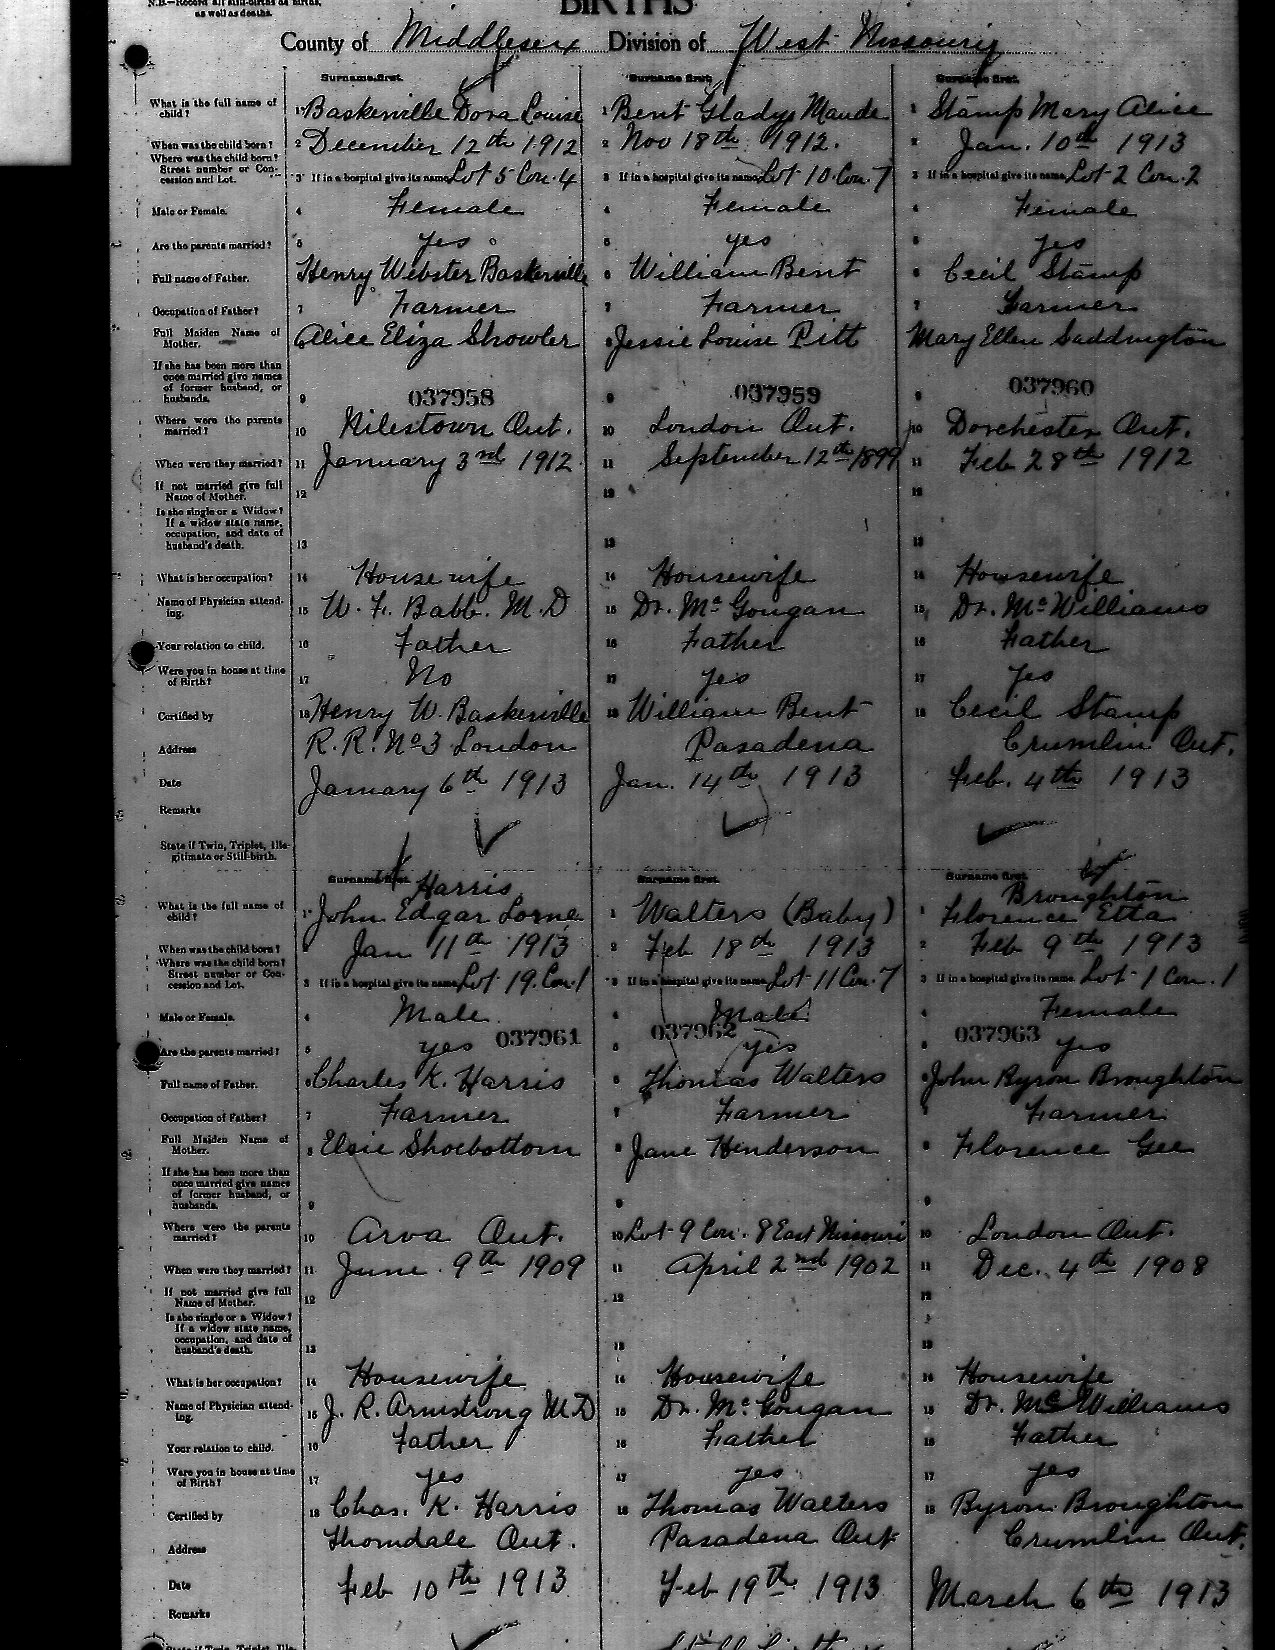 N.B.—Record all still-births as births,
as well as deaths.
BIRTHS
County of Middlesex Division of West Nissouri
Surname first. Surname first. Surname first.
What is the full name of child? 1 Baskerville Dora Louise 1 Bent Gladys Maude 1 Stamp Mary Alice
When was the child born? 2 December 12th 1912 2 Nov 18th 1912. 2 Jan. 10th 1913
Where was the child born? Street number or Concession and Lot. 3 If in a hospital give its name Lot 5 Con. 4 3 If in a hospital give its name Lot 10. Con. 7 3 If in a hospital give its name Lot 2 Con. 2
Male or Female. 4 Female 4 Female 4 Female
Are the parents married? 5 yes 5 yes 5 yes
Full name of Father. Henry Webster Baskerville 6 William Bent 6 Cecil Stamp
Occupation of Father? 7 Farmer 7 Farmer 7 Farmer
Full Maiden Name of Mother. Alice Eliza Showler 8 Jessie Louise Pitt Mary Ellen Saddington
If she has been more than once married give names of former husband, or husbands. 9 9 9
037958 037959 037960
Where were the parents married? 10 Nilestown Ont. 10 London Ont. 10 Dorchester Ont.
When were they married? 11 January 3rd 1912 11 September 12th 1899 11 Feb 28th 1912
If not married give full Name of Mother. 12 12 12
Is she single or a Widow? If a widow state name, occupation, and date of husband's death. 13 13 13
What is her occupation? 14 Housewife 14 Housewife 14 Housewife
Name of Physician attending. 15 W. F. Babb. M.D 15 Dr. McGougan 15 Dr. McWilliams
Your relation to child. 16 Father 16 Father 16 Father
Were you in house at time of Birth? 17 No 17 yes 17 yes
Certified by 18 Henry W. Baskerville 18 William Bent 18 Cecil Stamp
Address R.R. No 3 London Pasadena Crumlin Ont.
Date January 6th 1913 Jan. 14th 1913 Feb. 4th 1913
Remarks
State if Twin, Triplet, Illegitimate or Still-birth.
Surname first. Harris Surname first. Surname first. Broughton
What is the full name of child? 1 John Edgar Lorne 1 Walters (Baby) 1 Florence Etta
When was the child born? Jan 11th 1913 2 Feb 18th 1913 2 Feb 9th 1913
Where was the child born? Street number or Concession and Lot. 3 If in a hospital give its name Lot 19. Con. 1 3 If in a hospital give its name Lot 11 Con. 7 3 If in a hospital give its name Lot 1 Con. 1
Male or Female. 4 Male 4 Male 4 Female
037961 037962 037963
Are the parents married? 5 yes 5 yes 5 yes
Full name of Father. 6 Charles K. Harris 6 Thomas Walters John Byron Broughton
Occupation of Father? 7 Farmer 7 Farmer Farmer
Full Maiden Name of Mother. 8 Elsie Shoebottom 8 Jane Henderson 8 Florence Gee
If she has been more than once married give names of former husband, or husbands. 9 9 9
Where were the parents married? 10 Arva Ont. 10 Lot 9 Con. 8 East Nissouri 10 London Ont.
When were they married? 11 June 9th 1909 11 April 2nd 1902 11 Dec. 4th 1908
If not married give full Name of Mother. 12 12 12
Is she single or a Widow? If a widow state name, occupation, and date of husband's death. 13 13 13
What is her occupation? 14 Housewife 14 Housewife 14 Housewife
Name of Physician attending. 15 J. R. Armstrong M.D 15 Dr. McGougan 15 Dr. McWilliams
Your relation to child. 16 Father 16 Father 16 Father
Were you in house at time of Birth? 17 yes 17 yes 17 yes
Certified by 18 Chas. K. Harris 18 Thomas Walters 18 Byron Broughton
Address Thorndale Ont. Pasadena Ont Crumlin Ont.
Date Feb 10th 1913 Feb 19th 1913 March 6th 1913
Remarks